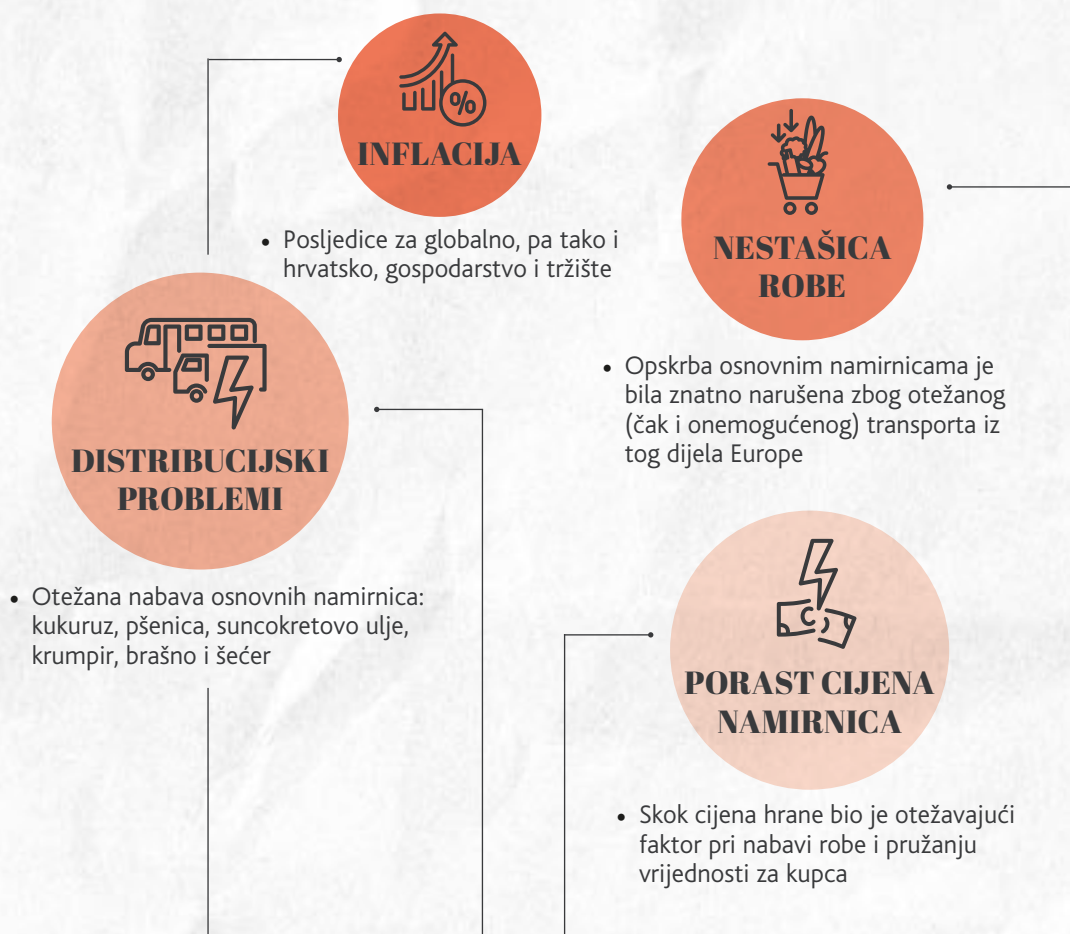 %
INFLACIJA
• Posljedice za globalno, pa tako i
hrvatsko, gospodarstvo i tržište
NESTAŠICA
ROBE
• Opskrba osnovnim namirnicama je
bila znatno narušena zbog otežanog
(čak i onemogućenog) transporta iz
tog dijela Europe
DISTRIBUCIJSKI
PROBLEMI
• Otežana nabava osnovnih namirnica:
kukuruz, pšenica, suncokretovo ulje,
krumpir, brašno i šećer
PORAST CIJENA
NAMIRNICA
• Skok cijena hrane bio je otežavajući
faktor pri nabavi robe i pružanju
vrijednosti za kupca